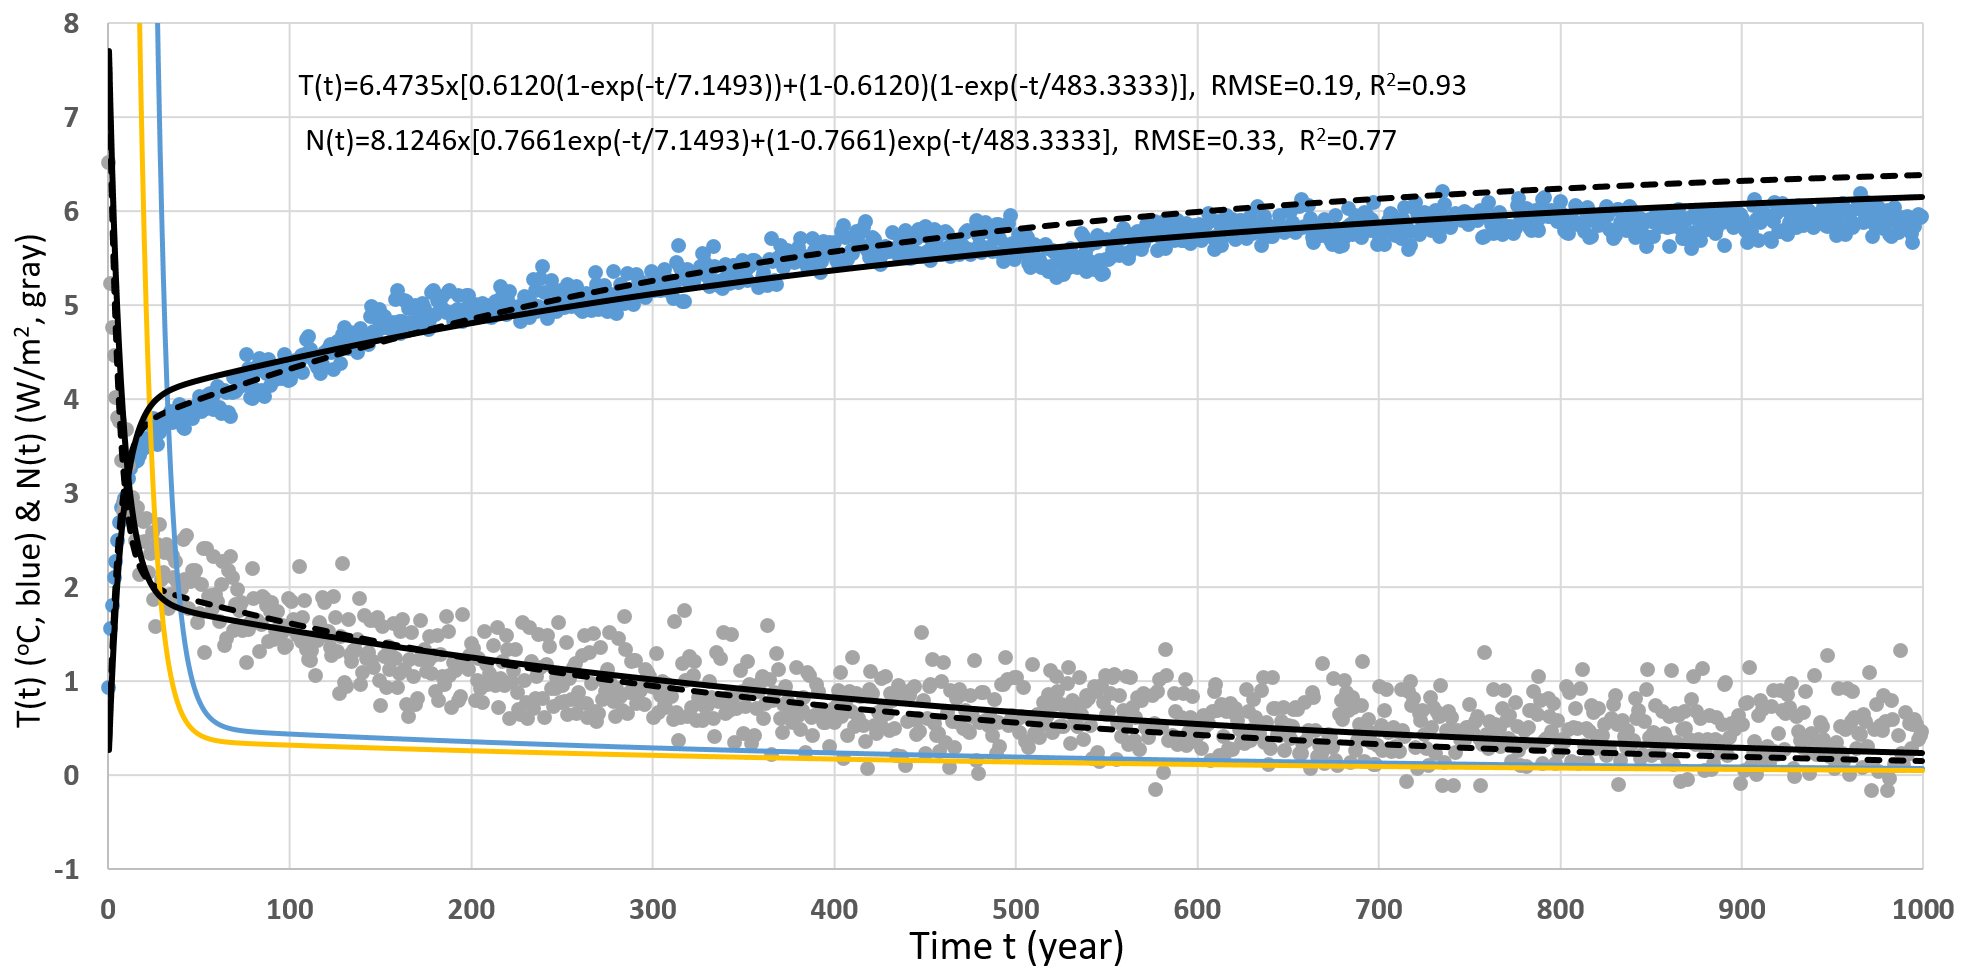 T(t)=6.4735x[0.6120(1-exp(-t/7.1493))+(1-0.6120)(1-exp(-t/483.3333)], RMSE=0.19, R²=0.93
N(t)=8.1246x[0.7661exp(-t/7.1493)+(1-0.7661)exp(-t/483.3333], RMSE=0.33, R²=0.77
T(t) (°C, blue) & N(t) (W/m², gray)
8
7
6
5
4
3
2
1
0
-1
0 100 200 300 400 500 600 700 800 900 1000
Time t (year)